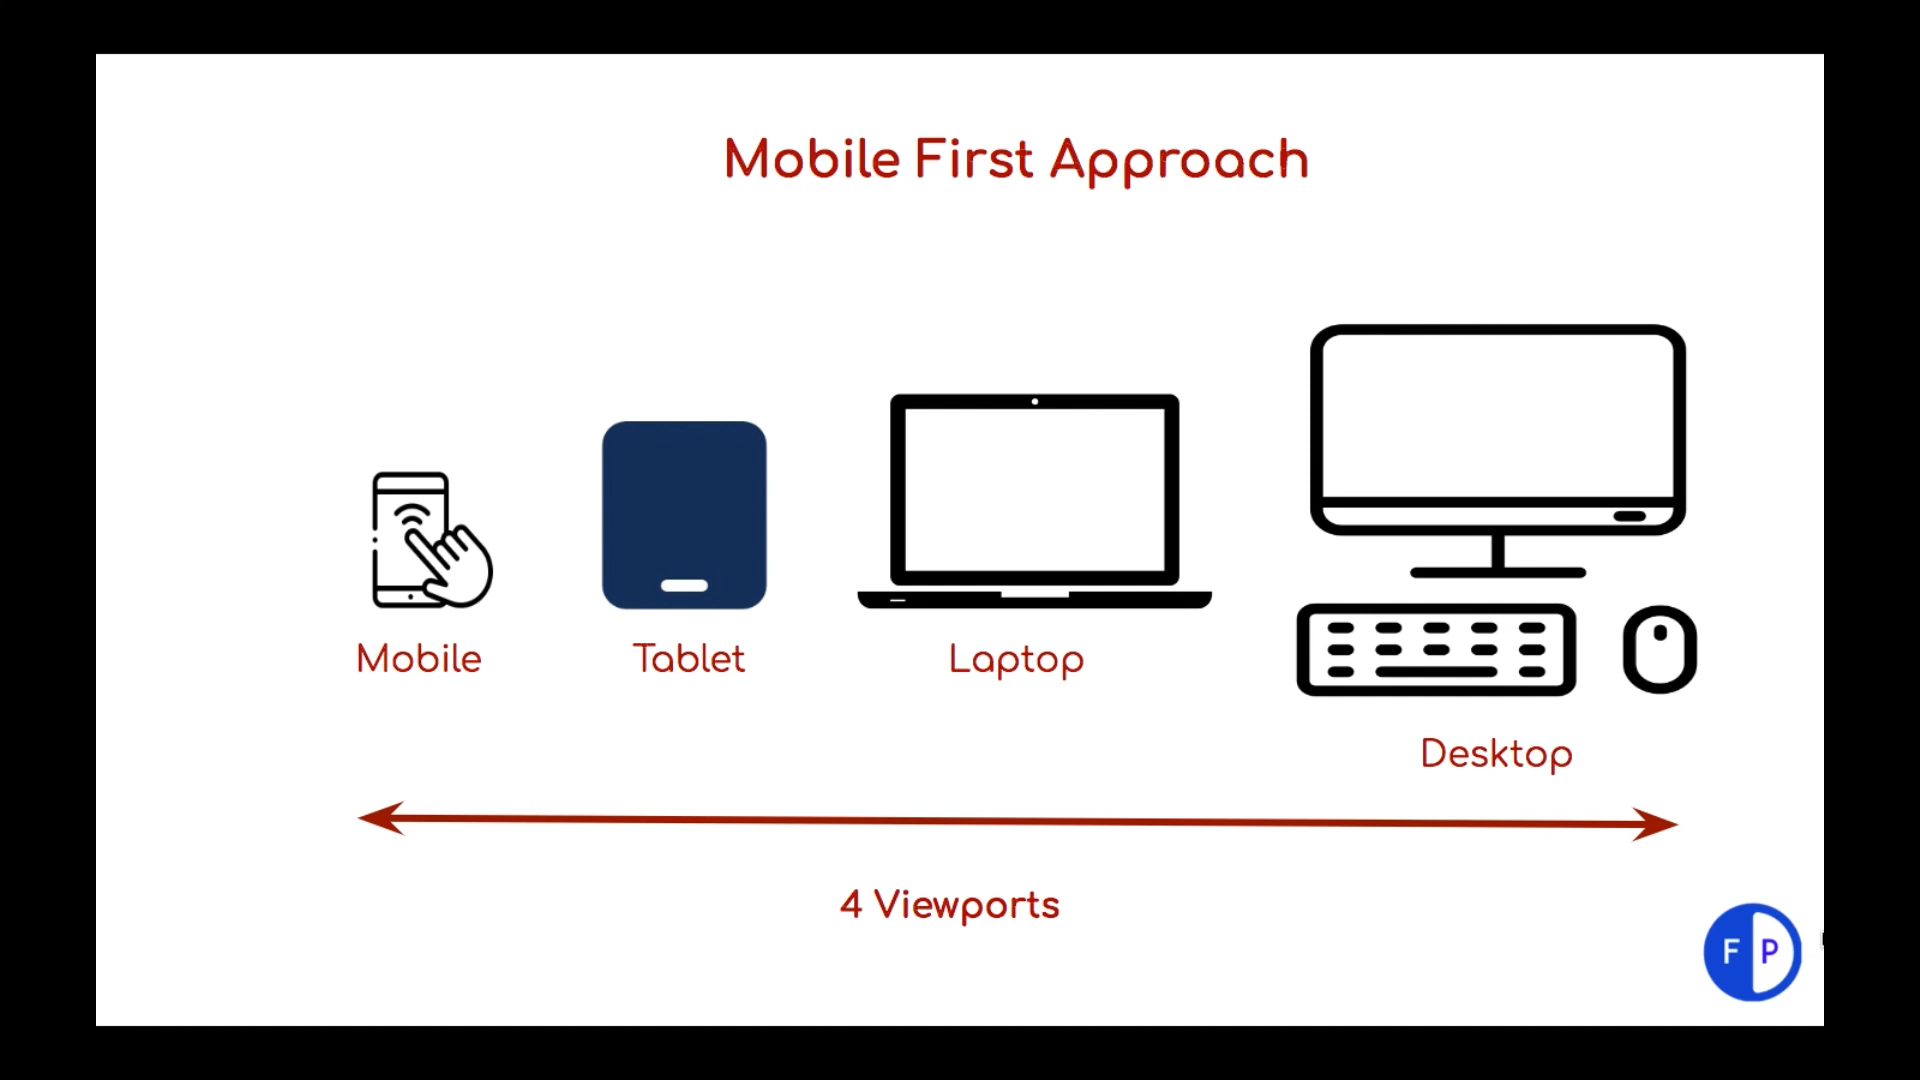 Mobile First Approach
Mobile
Tablet
Laptop
Desktop
4 Viewports
F P